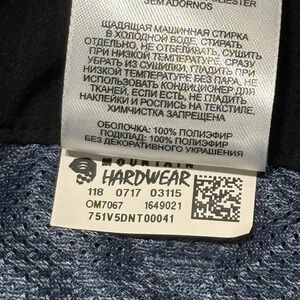 SEM ADORNOS
ЩАДЯЩАЯ МАШИННАЯ СТИРКА
В ХОЛОДНОЙ ВОДЕ. СТИРАТЬ
ОТДЕЛЬНО, НЕ ОТБЕЛИВАТЬ, СУШИТЬ
ПРИ НИЗКОЙ ТЕМПЕРАТУРЕ, СРАЗУ
УБРАТЬ ИЗ СУШИЛКИ, ГЛАДИТЬ ПРИ
НИЗКОЙ ТЕМПЕРАТУРЕ БЕЗ ПАРА, НЕ
ИСПОЛЬЗОВАТЬ КОНДИЦИОНЕР ДЛЯ
ТКАНЕЙ, ЕСЛИ ЕСТЬ, НЕ ГЛАДИТЬ
НАКЛЕЙКИ И РОСПИСЬ НА ТЕКСТИЛЕ,
ХИМЧИСТКА ЗАПРЕЩЕНА
ОБОЛОЧКА: 100% ПОЛИЭФИР
ПОДКЛАД: 100% ПОЛИЭФИР
БЕЗ ДЕКОРАТИВНОГО УКРАШЕНИЯ
MOUNTAIN
HARDWEAR
118 0717 03115
OM7067 1649021
751V5DNT00041